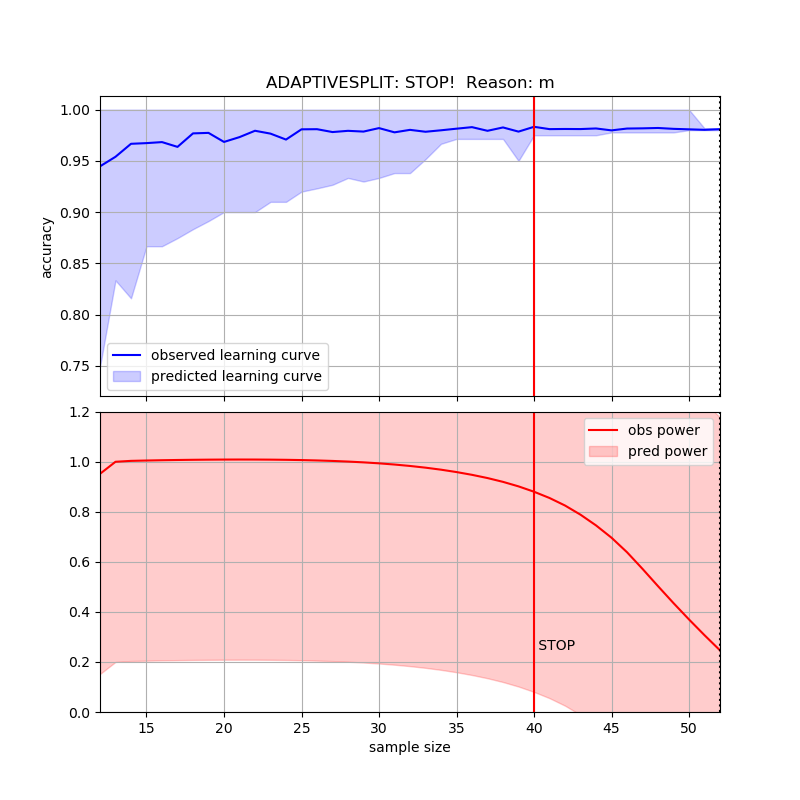 ADAPTIVESPLIT: STOP!  Reason: m
1.00
0.95
0.90
0.85
0.80
0.75
accuracy
observed learning curve
predicted learning curve
1.2
1.0
0.8
0.6
0.4
0.2
0.0
obs power
pred power
STOP
15 20 25 30 35 40 45 50
sample size